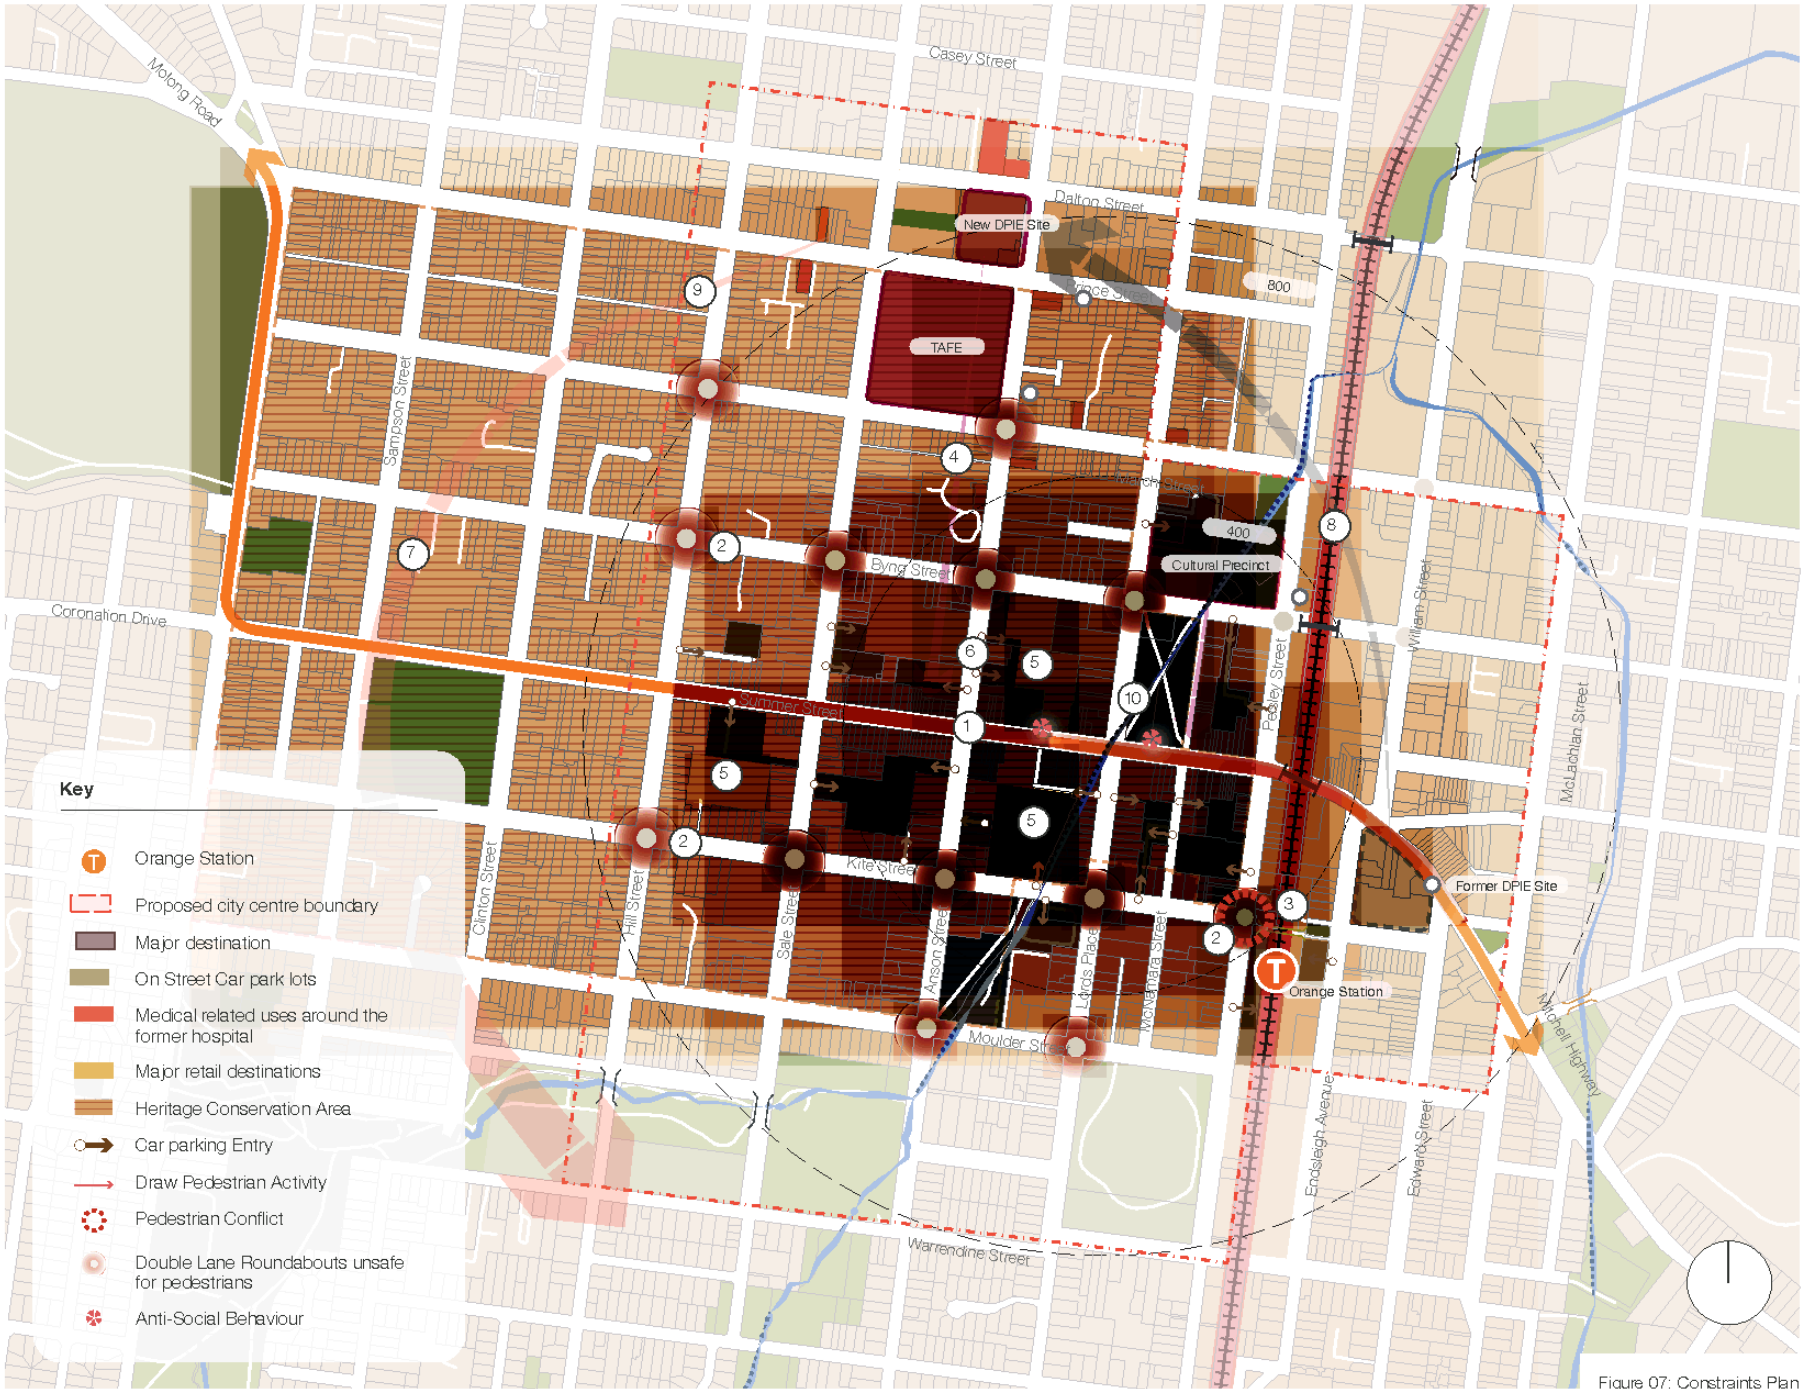 Casey Street
Molong Road
Dalton Street
New DPIE Site
800
9
Prince Street
TAFE
Sampson Street
4
March Street
8
400
7
2
Byng Street
Cultural Precinct
Coronation Drive
William Street
6
5
Peisley Street
10
Summer Street
1
McLachlan Street
5
5
2
Kite Street
Clinton Street
Hill Street
Sale Street
Anson Street
Lords Place
McNamara Street
Former DPIE Site
3
2
T
Orange Station
Moulder Street
Mitchell Highway
Endsleigh Avenue
Edward Street
Warrendine Street
Key
T
Orange Station
Proposed city centre boundary
Major destination
On Street Car park lots
Medical related uses around the
former hospital
Major retail destinations
Heritage Conservation Area
Car parking Entry
Draw Pedestrian Activity
Pedestrian Conflict
Double Lane Roundabouts unsafe
for pedestrians
Anti-Social Behaviour
Figure 07: Constraints Plan